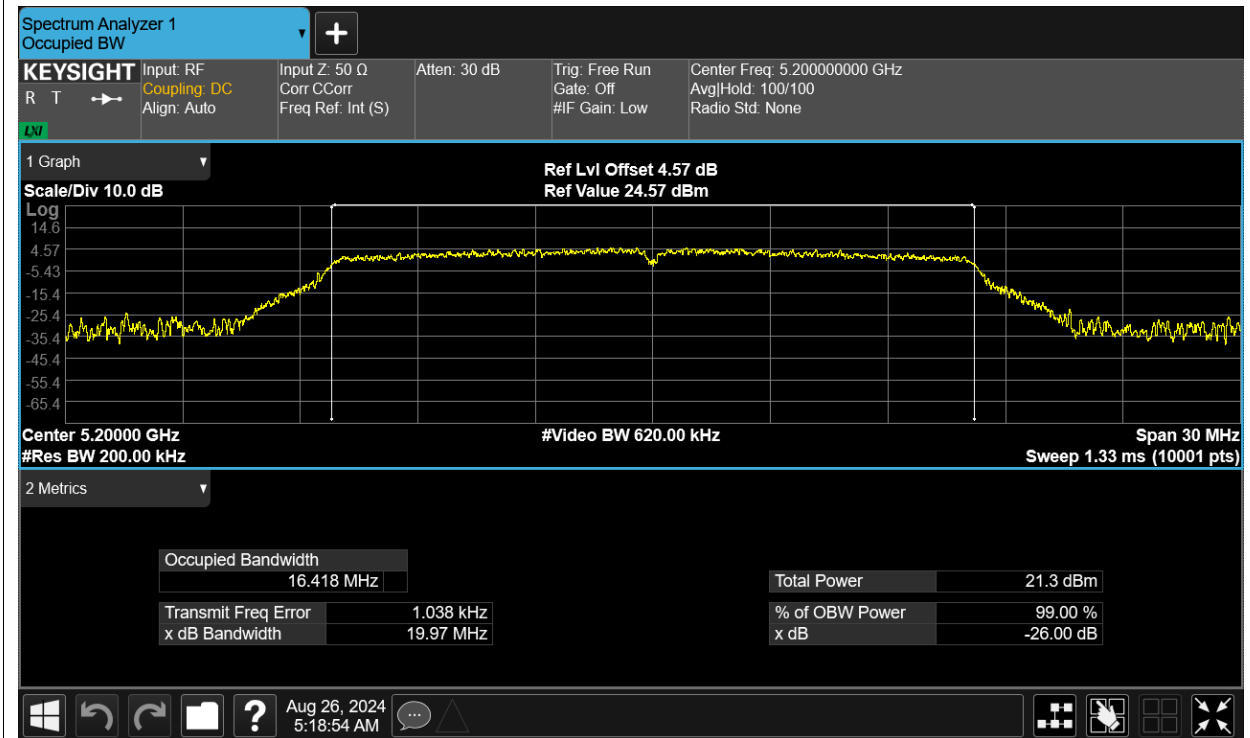 Spectrum Analyzer 1
Occupied BW
KEYSIGHT
R T
LXI
Input: RF
Coupling: DC
Align: Auto
Input Z: 50 Ω
Corr CCorr
Freq Ref: Int (S)
Atten: 30 dB
Trig: Free Run
Gate: Off
#IF Gain: Low
Center Freq: 5.200000000 GHz
Avg|Hold: 100/100
Radio Std: None
1 Graph
Scale/Div 10.0 dB
Ref Lvl Offset 4.57 dB
Ref Value 24.57 dBm
Log
14.6
4.57
-5.43
-15.4
-25.4
-35.4
-45.4
-55.4
-65.4
Center 5.20000 GHz
#Res BW 200.00 kHz
#Video BW 620.00 kHz
Span 30 MHz
Sweep 1.33 ms (10001 pts)
2 Metrics
Occupied Bandwidth
16.418 MHz
Transmit Freq Error 1.038 kHz
x dB Bandwidth 19.97 MHz
Total Power 21.3 dBm
% of OBW Power 99.00 %
x dB -26.00 dB
?
Aug 26, 2024
5:18:54 AM